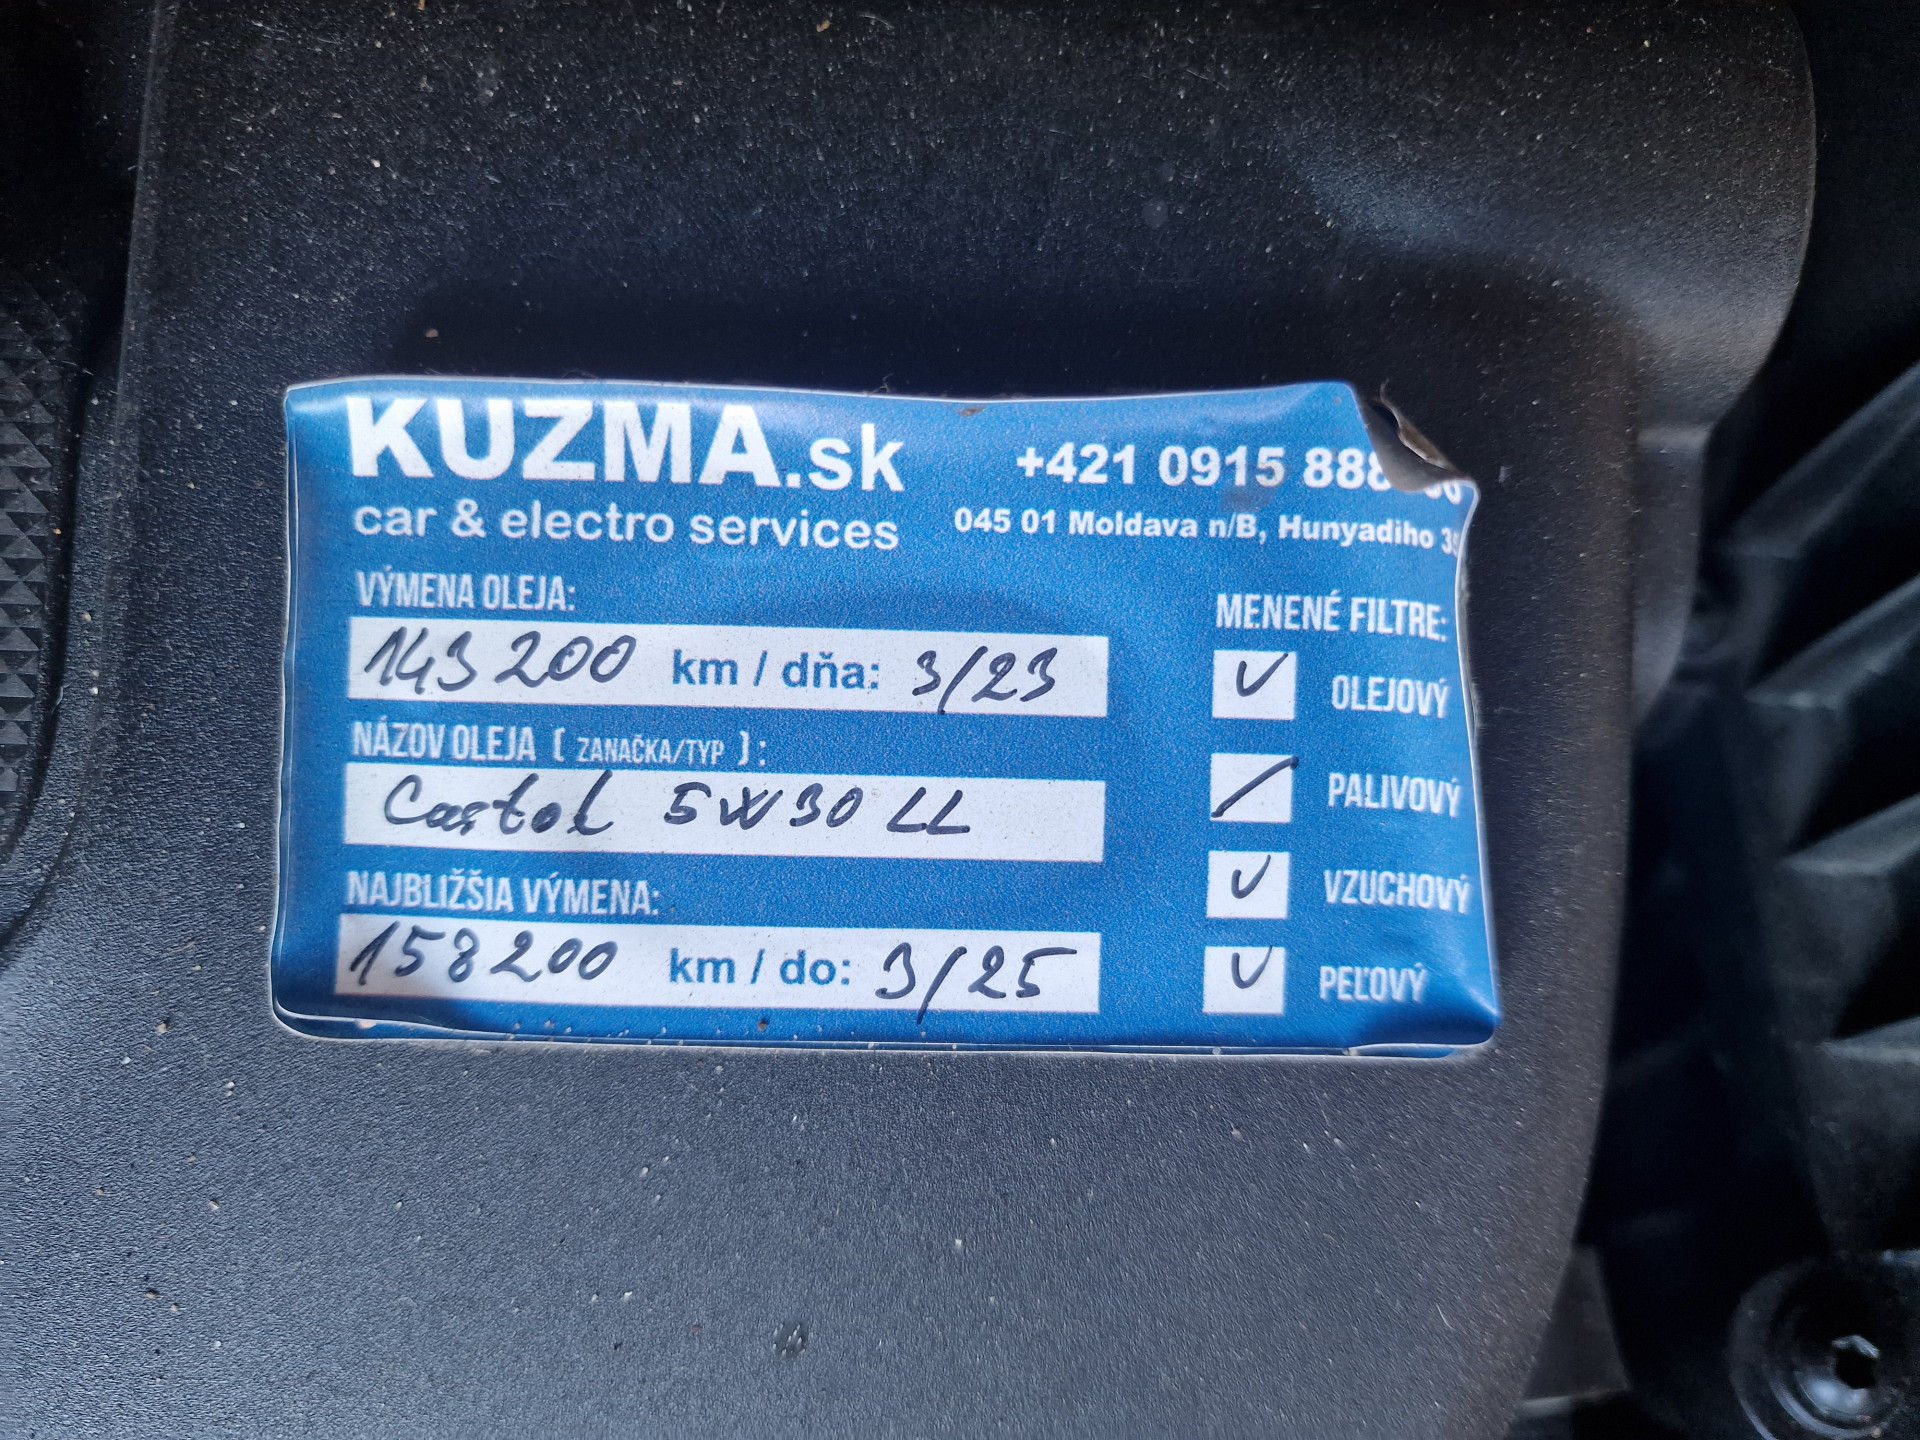 KUZMA.sk
car & electro services
+421 0915 888
045 01 Moldava n/B, Hunyadiho
VÝMENA OLEJA:
143 200 km / dňa: 3/23
NÁZOV OLEJA ( ZANAČKA/TYP ):
Castol 5W30 LL
NAJBLIŽŠIA VÝMENA:
158200 km / do: 3/25
MENENÉ FILTRE:
OLEJOVÝ
PALIVOVÝ
VZUCHOVÝ
PEĽOVÝ